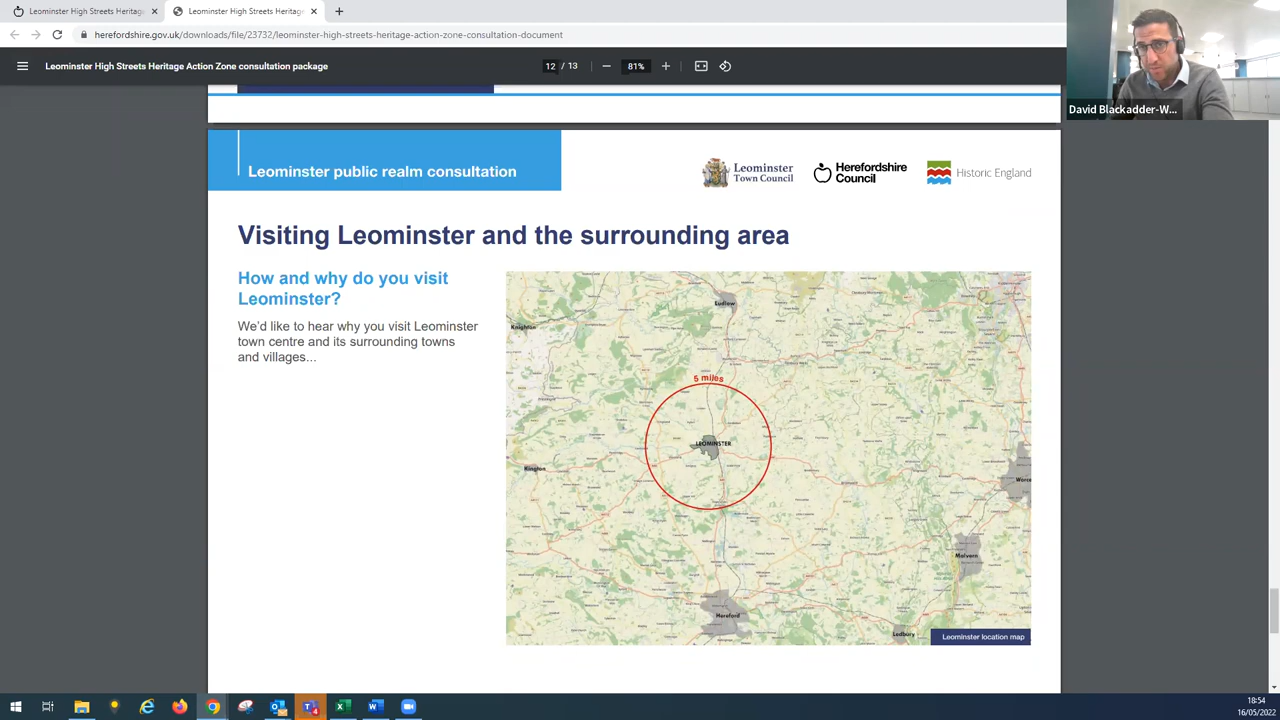 Leominster High Streets Heritage
Leominster High Streets Heritage
herefordshire.gov.uk/downloads/file/23732/leominster-high-streets-heritage-action-zone-consultation-document
Leominster High Streets Heritage Action Zone consultation package
12 / 13
81%
David Blackadder-W...
Leominster public realm consultation
Leominster
Town Council
Herefordshire
Council
Historic England
Visiting Leominster and the surrounding area
How and why do you visit
Leominster?
We'd like to hear why you visit Leominster
town centre and its surrounding towns
and villages...
Ludlow
Knighton
5 miles
LEOMINSTER
Kington
Malvern
Hereford
Ledbury
Leominster location map
18:54
16/05/2022